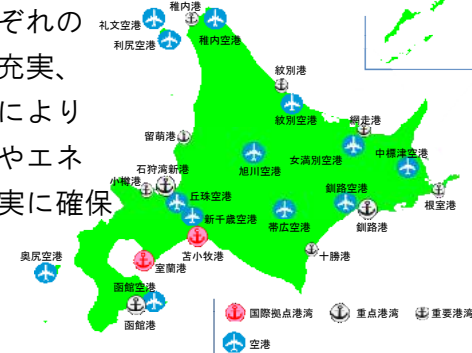 ぞれの
充実、
により
やエネ
実に確保
稚内港
礼文空港
利尻空港
稚内空港
紋別港
紋別空港
網走港
留萌港
女満別空港
中標津空港
旭川空港
石狩湾新港
小樽港
丘珠空港
釧路空港
根室港
新千歳空港
帯広空港
釧路港
苫小牧港
十勝港
室蘭港
奥尻空港
函館空港
函館港
国際拠点港湾
重点港湾
重要港湾
空港